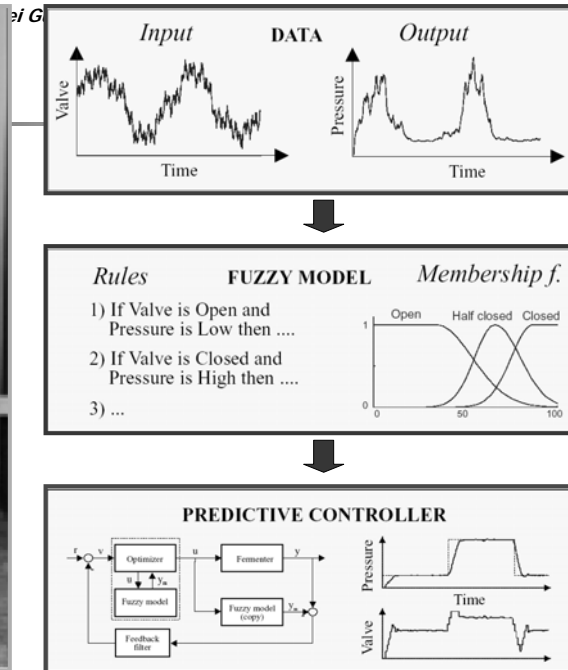 Input DATA Output
Valve
Time
Pressure
Time
Rules FUZZY MODEL Membership f.
1) If Valve is Open and
Pressure is Low then ....
2) If Valve is Closed and
Pressure is High then ....
3) ...
Open Half closed Closed
1
0
0 50 100
PREDICTIVE CONTROLLER
r v Optimizer u Fermenter y
u ym
Fuzzy model
Fuzzy model
(copy)
ym
Feedback
filter
Pressure
Time
Valve